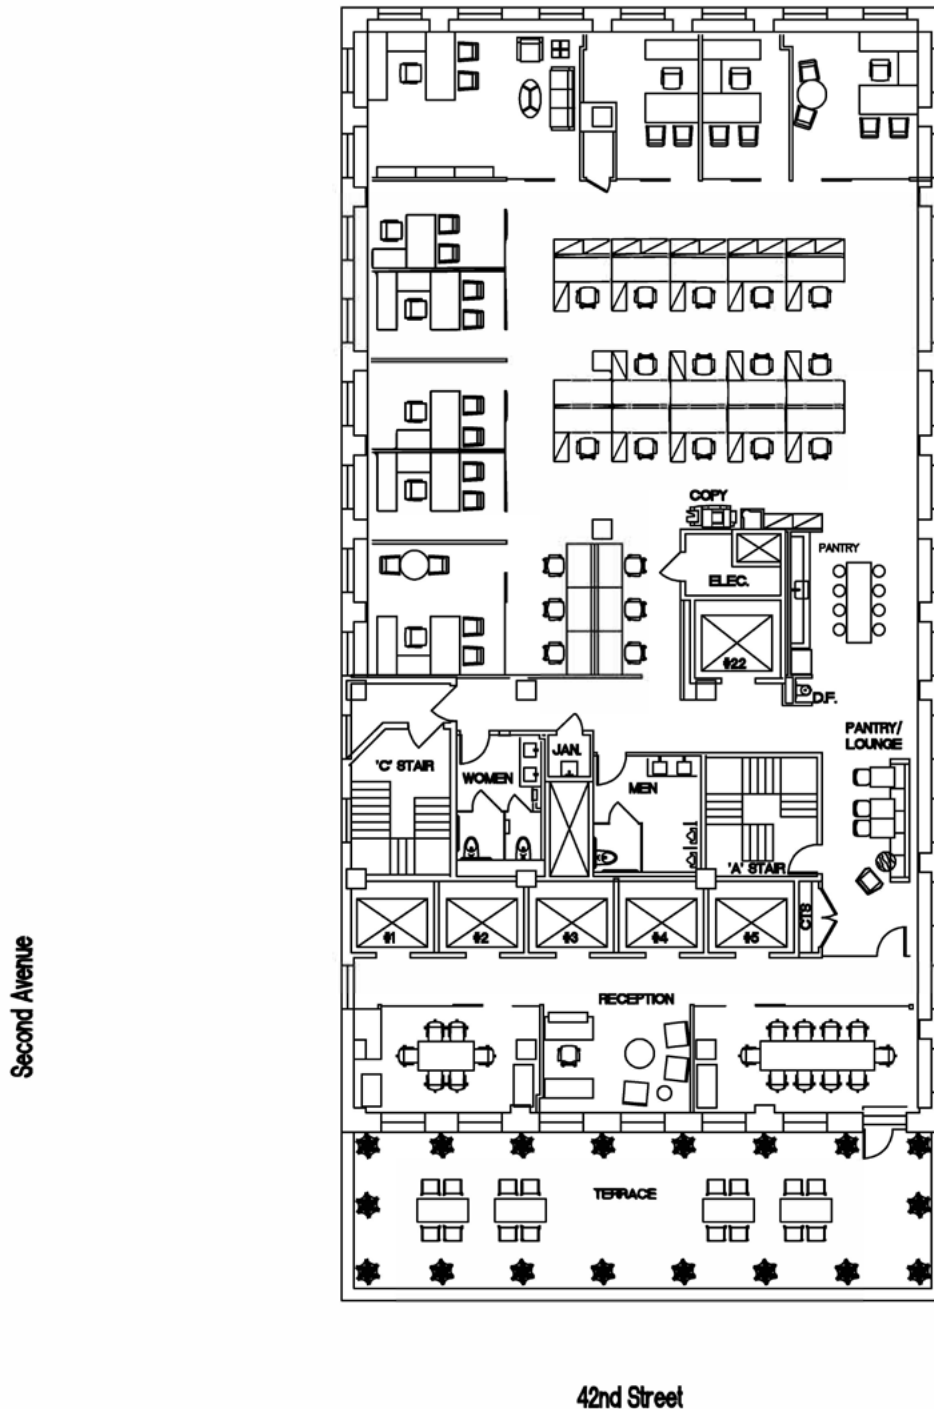 COPY
PANTRY
ELEC.
#22
D.F.
PANTRY/
LOUNGE
'C' STAIR
JAN.
WOMEN
MEN
'A' STAIR
CTS
#1
#2
#3
#4
#5
RECEPTION
Second Avenue
TERRACE
42nd Street